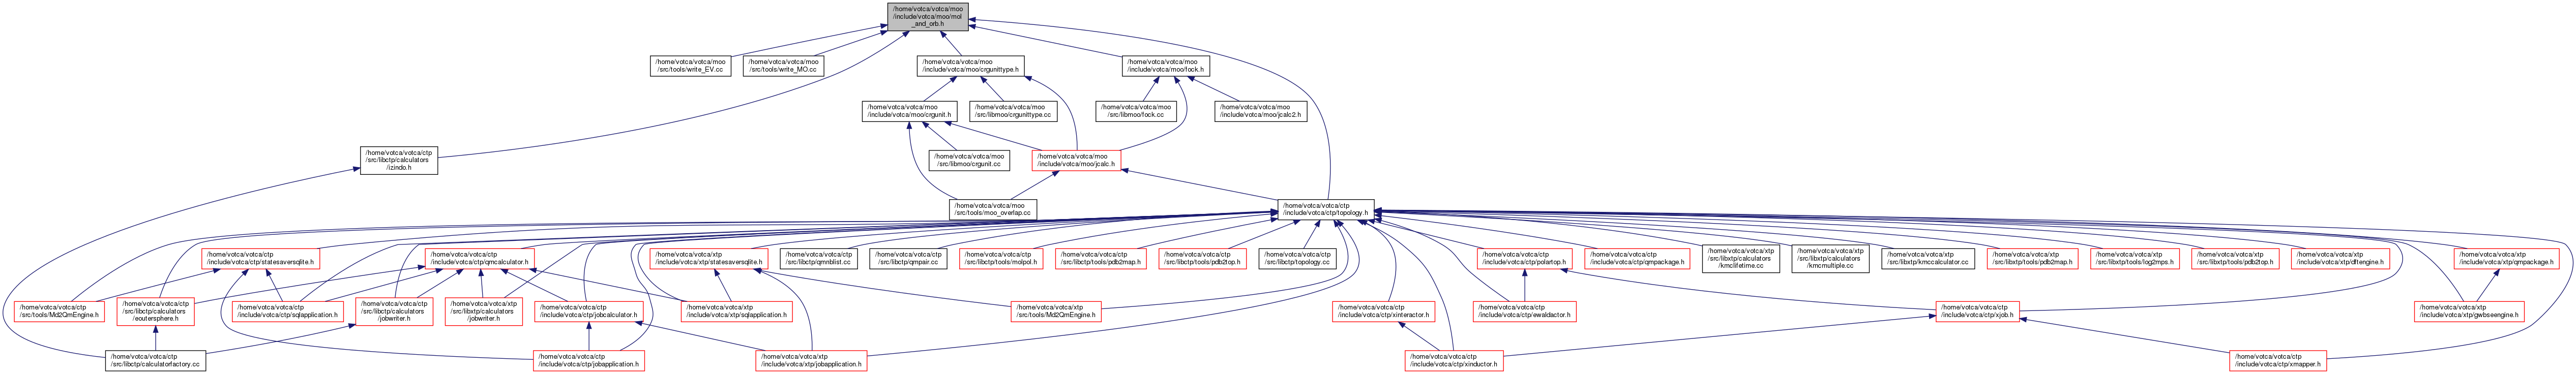 /home/votca/votca/moo
/include/votca/moo/mol
_and_orb.h
/home/votca/votca/moo
/src/tools/write_EV.cc
/home/votca/votca/moo
/src/tools/write_MO.cc
/home/votca/votca/moo
/include/votca/moo/crgunittype.h
/home/votca/votca/moo
/include/votca/moo/fock.h
/home/votca/votca/moo
/include/votca/moo/crgunit.h
/home/votca/votca/moo
/src/libmoo/crgunittype.cc
/home/votca/votca/moo
/src/libmoo/fock.cc
/home/votca/votca/moo
/include/votca/moo/jcalc2.h
/home/votca/votca/ctp
/src/libctp/calculators
/izindo.h
/home/votca/votca/moo
/src/libmoo/crgunit.cc
/home/votca/votca/moo
/include/votca/moo/jcalc.h
/home/votca/votca/moo
/src/tools/moo_overlap.cc
/home/votca/votca/ctp
/include/votca/ctp/topology.h
/home/votca/votca/ctp
/include/votca/ctp/statesaversqlite.h
/home/votca/votca/ctp
/include/votca/ctp/qmcalculator.h
/home/votca/votca/xtp
/include/votca/xtp/statesaversqlite.h
/home/votca/votca/ctp
/src/libctp/qmnblist.cc
/home/votca/votca/ctp
/src/libctp/qmpair.cc
/home/votca/votca/ctp
/src/libctp/tools/molpol.h
/home/votca/votca/ctp
/src/libctp/tools/pdb2map.h
/home/votca/votca/ctp
/src/libctp/tools/pdb2top.h
/home/votca/votca/ctp
/src/libctp/topology.cc
/home/votca/votca/ctp
/include/votca/ctp/polartop.h
/home/votca/votca/ctp
/include/votca/ctp/qmpackage.h
/home/votca/votca/xtp
/src/libxtp/calculators
/kmclifetime.cc
/home/votca/votca/xtp
/src/libxtp/calculators
/kmcmultiple.cc
/home/votca/votca/xtp
/src/libxtp/kmccalculator.cc
/home/votca/votca/xtp
/src/libxtp/tools/pdb2map.h
/home/votca/votca/xtp
/src/libxtp/tools/log2mps.h
/home/votca/votca/xtp
/src/libxtp/tools/pdb2top.h
/home/votca/votca/xtp
/include/votca/xtp/dftengine.h
/home/votca/votca/xtp
/include/votca/xtp/qmpackage.h
/home/votca/votca/ctp
/src/tools/Md2QmEngine.h
/home/votca/votca/ctp
/src/libctp/calculators
/eoutersphere.h
/home/votca/votca/ctp
/include/votca/ctp/sqlapplication.h
/home/votca/votca/ctp
/src/libctp/calculators
/jobwriter.h
/home/votca/votca/xtp
/src/libxtp/calculators
/jobwriter.h
/home/votca/votca/ctp
/include/votca/ctp/jobcalculator.h
/home/votca/votca/xtp
/include/votca/xtp/sqlapplication.h
/home/votca/votca/xtp
/src/tools/Md2QmEngine.h
/home/votca/votca/ctp
/include/votca/ctp/xinteractor.h
/home/votca/votca/ctp
/include/votca/ctp/ewaldactor.h
/home/votca/votca/ctp
/include/votca/ctp/xjob.h
/home/votca/votca/xtp
/include/votca/xtp/gwbseengine.h
/home/votca/votca/ctp
/src/libctp/calculatorfactory.cc
/home/votca/votca/ctp
/include/votca/ctp/jobapplication.h
/home/votca/votca/xtp
/include/votca/xtp/jobapplication.h
/home/votca/votca/ctp
/include/votca/ctp/xinductor.h
/home/votca/votca/ctp
/include/votca/ctp/xmapper.h